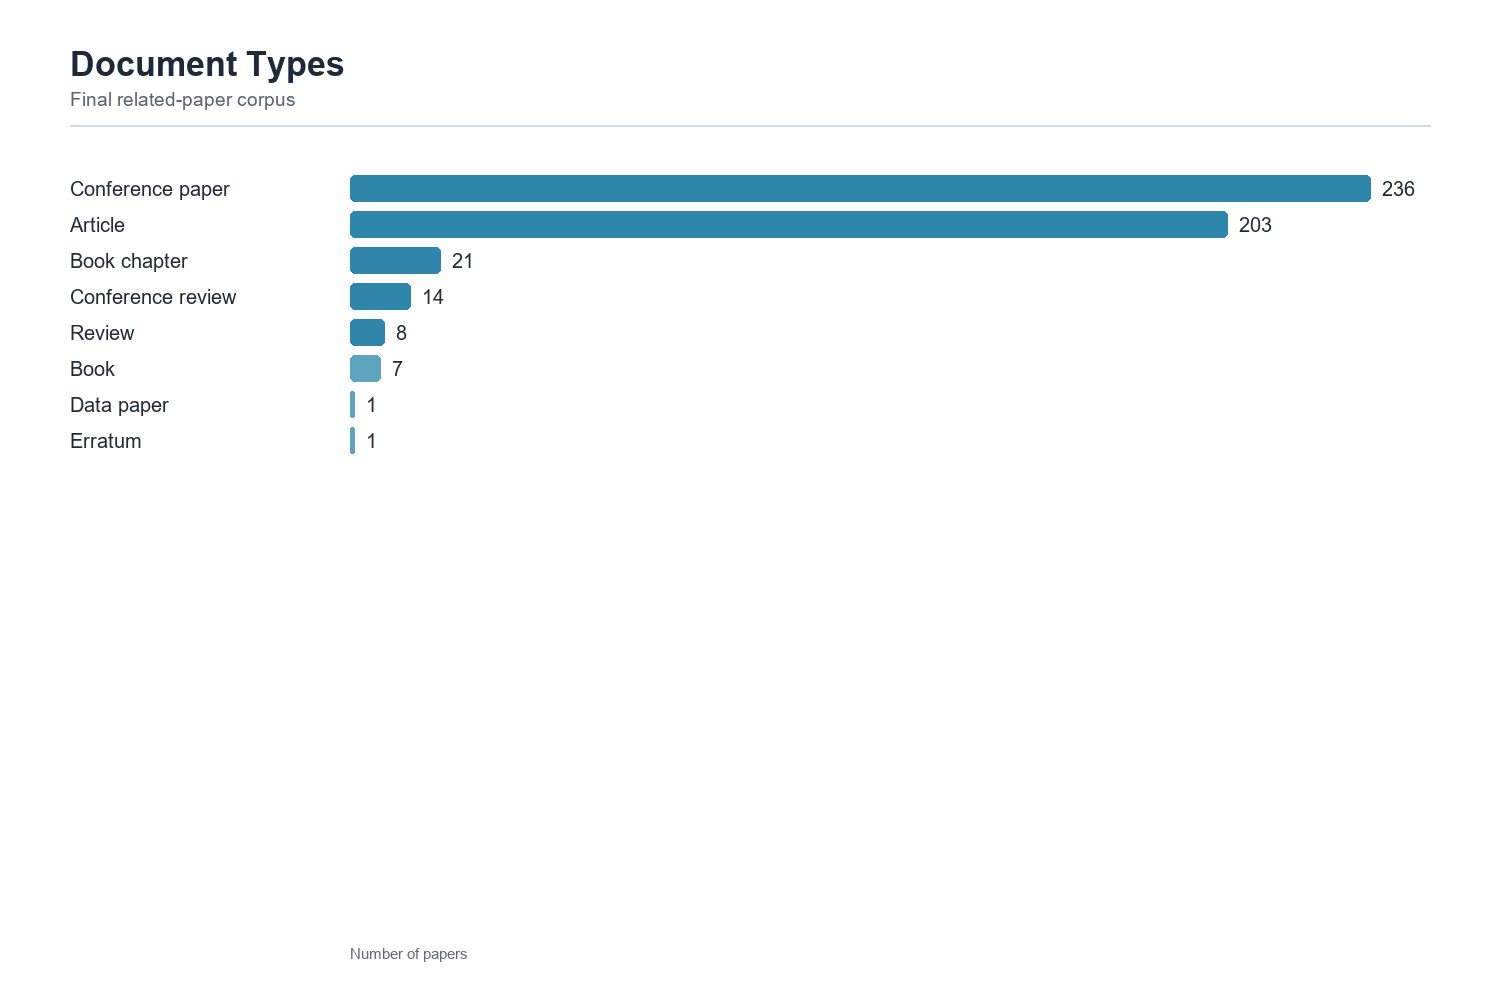 Document Types
Final related-paper corpus
Conference paper 236
Article 203
Book chapter 21
Conference review 14
Review 8
Book 7
Data paper 1
Erratum 1
Number of papers